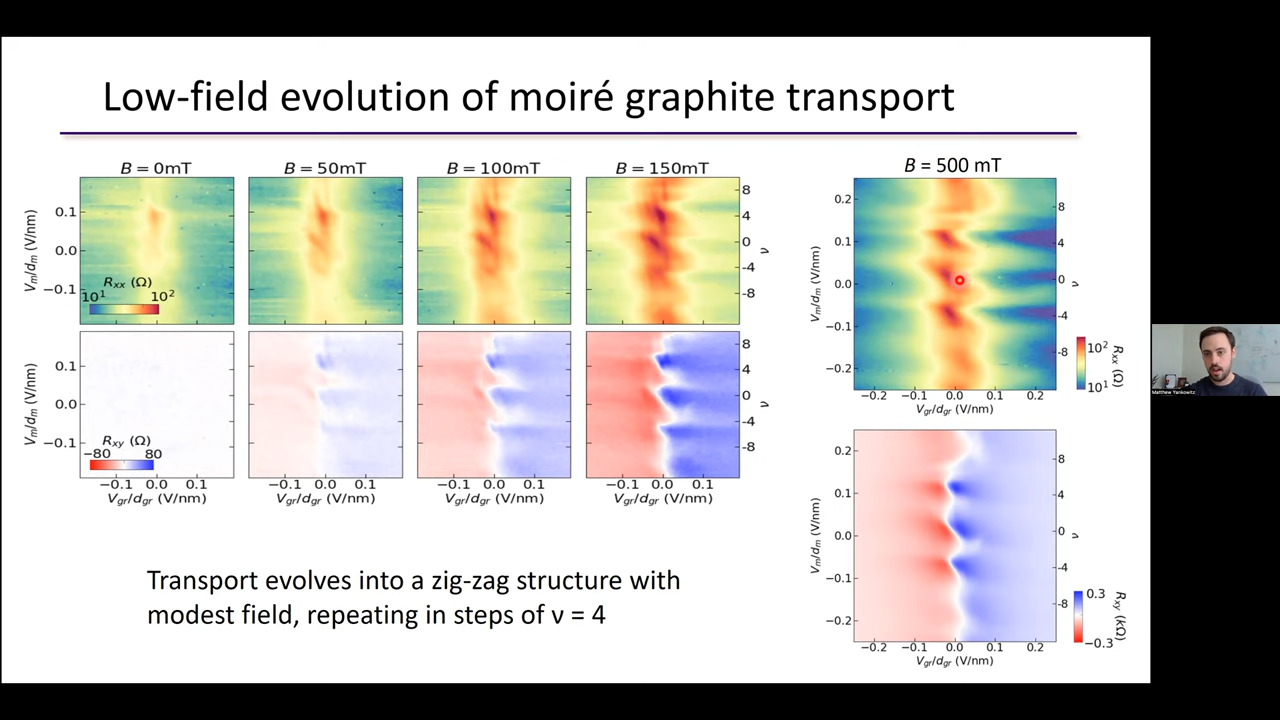 Low-field evolution of moiré graphite transport
B = 0mT
B = 50mT
B = 100mT
B = 150mT
B = 500 mT
V_m/d_m (V/nm)
0.1
0.0
−0.1
R_xx (Ω)
10^1 10^2
8
4
0
-4
-8
ν
V_m/d_m (V/nm)
0.1
0.0
−0.1
R_xy (Ω)
−80 80
8
4
0
-4
-8
ν
−0.1 0.0 0.1
−0.1 0.0 0.1
−0.1 0.0 0.1
−0.1 0.0 0.1
V_gr/d_gr (V/nm)
V_gr/d_gr (V/nm)
V_gr/d_gr (V/nm)
V_gr/d_gr (V/nm)
V_m/d_m (V/nm)
0.2
0.1
0.0
−0.1
−0.2
8
4
0
-4
-8
ν
10^2
10^1
R_xx (Ω)
−0.2 −0.1 0.0 0.1 0.2
V_gr/d_gr (V/nm)
V_m/d_m (V/nm)
0.2
0.1
0.0
−0.1
−0.2
8
4
0
-4
-8
ν
0.3
−0.3
R_xy (kΩ)
−0.2 −0.1 0.0 0.1 0.2
V_gr/d_gr (V/nm)
Transport evolves into a zig-zag structure with
modest field, repeating in steps of ν = 4
Matthew Yankowitz